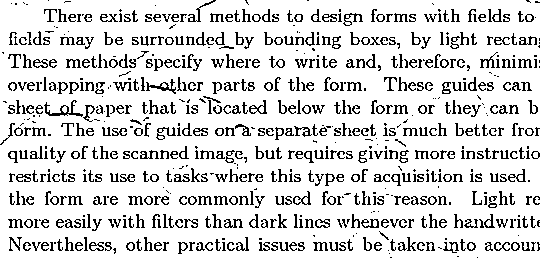 There exist several methods to design forms with fields to
fields may be surrounded by bounding boxes, by light rectan
These methods specify where to write and, therefore, minimi
overlapping with other parts of the form. These guides can
sheet of paper that is located below the form or they can b
form. The use of guides on a separate sheet is much better from
quality of the scanned image, but requires giving more instructio
restricts its use to tasks where this type of acquisition is used.
the form are more commonly used for this reason. Light re
more easily with filters than dark lines whenever the handwritte
Nevertheless, other practical issues must be taken into accoun